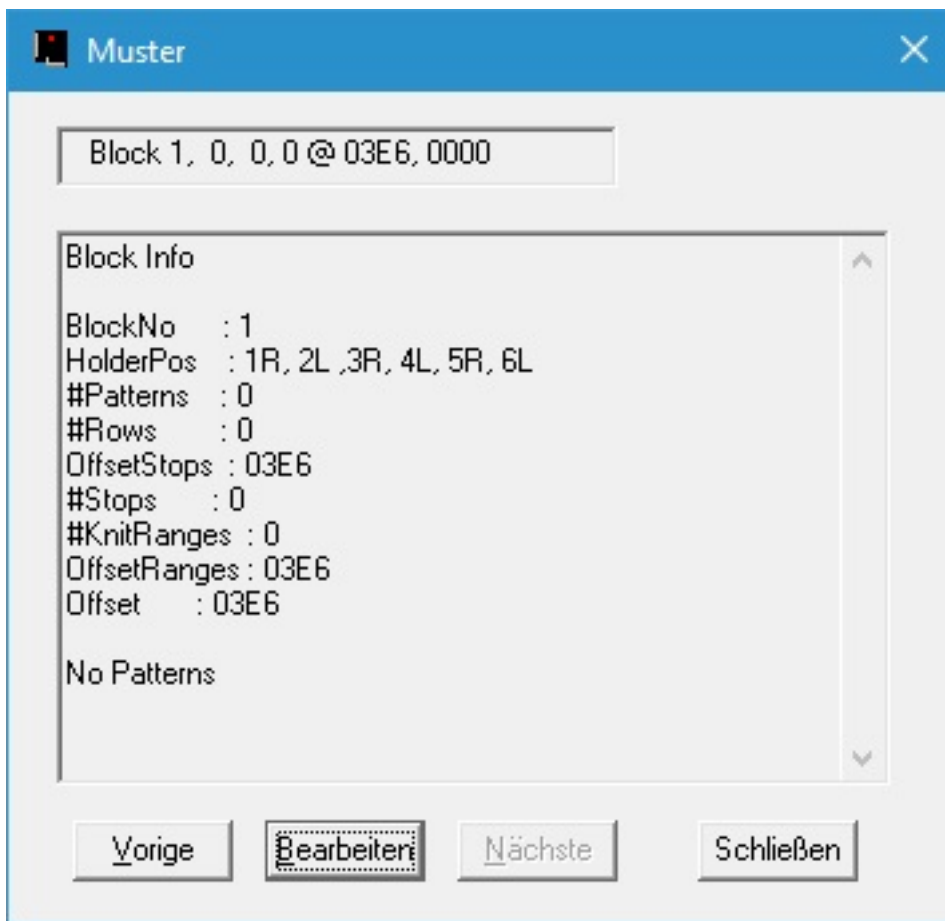 Muster
Block 1, 0, 0, 0 @ 03E6, 0000
Block Info
BlockNo : 1
HolderPos : 1R, 2L ,3R, 4L, 5R, 6L
#Patterns : 0
#Rows : 0
OffsetStops : 03E6
#Stops : 0
#KnitRanges : 0
OffsetRanges : 03E6
Offset : 03E6
No Patterns
Vorige Bearbeiten Nächste Schließen